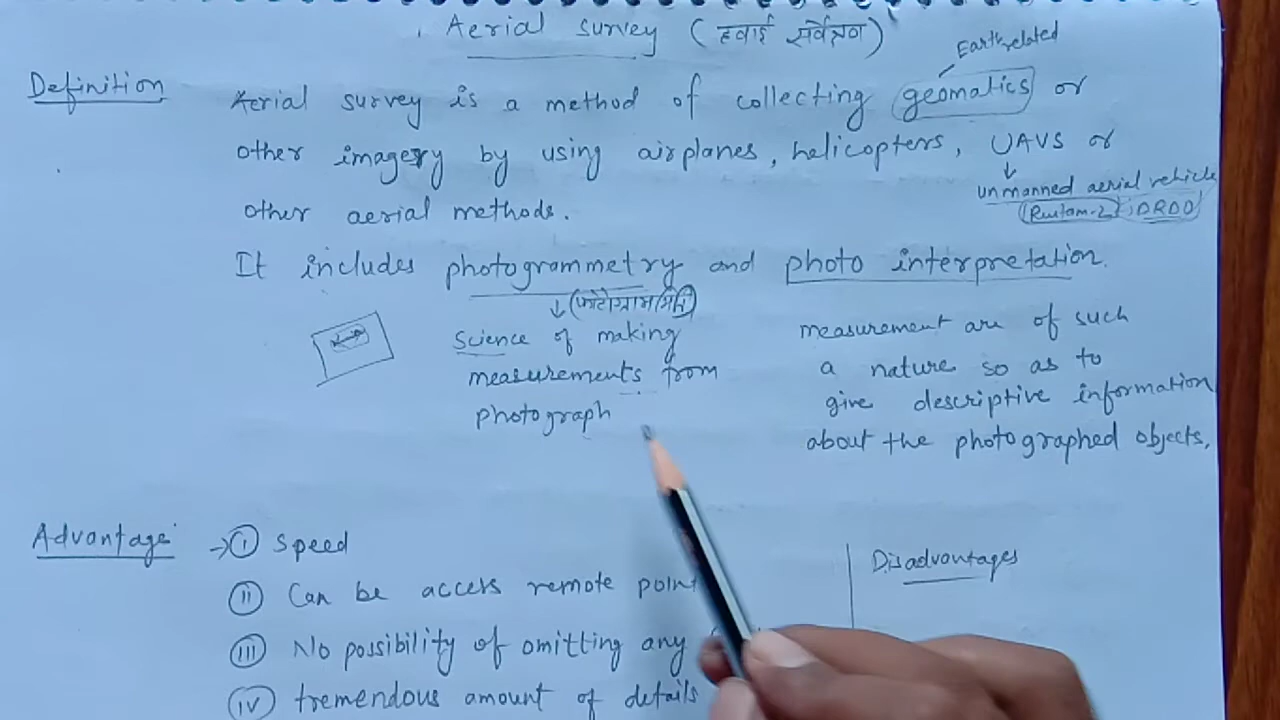 Aerial survey (हवाई सर्वेक्षण)
Earth related
Definition Aerial survey is a method of collecting geomatics or
other imagery by using airplanes, helicopters, UAVS or
unmanned aerial vehicle
other aerial methods.
Rustom-2, DRDO
It includes photogrammetry and photo interpretation.
(फोटोग्राममिति)
Science of making
measurements from
photograph
measurement are of such
a nature so as to
give descriptive information
about the photographed objects,
Advantage → (i) Speed
(ii) Can be access remote point
(iii) No possibility of omitting any
(iv) tremendous amount of details
Disadvantages